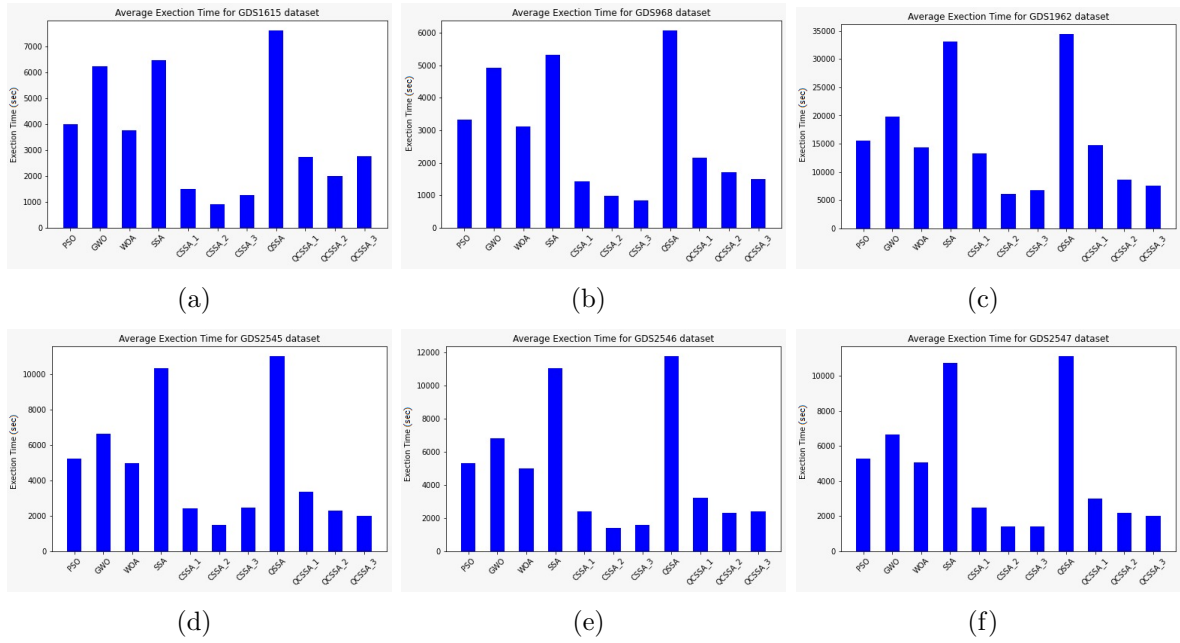 Average Exection Time for GDS1615 dataset
Exection Time (sec)
7000
6000
5000
4000
3000
2000
1000
0
PSO
GWO
WOA
SSA
CSSA_1
CSSA_2
CSSA_3
QSSA
QCSSA_1
QCSSA_2
QCSSA_3
(a)
Average Exection Time for GDS968 dataset
Exection Time (sec)
6000
5000
4000
3000
2000
1000
0
PSO
GWO
WOA
SSA
CSSA_1
CSSA_2
CSSA_3
QSSA
QCSSA_1
QCSSA_2
QCSSA_3
(b)
Average Exection Time for GDS1962 dataset
Exection Time (sec)
35000
30000
25000
20000
15000
10000
5000
0
PSO
GWO
WOA
SSA
CSSA_1
CSSA_2
CSSA_3
QSSA
QCSSA_1
QCSSA_2
QCSSA_3
(c)
Average Exection Time for GDS2545 dataset
Exection Time (sec)
10000
8000
6000
4000
2000
0
PSO
GWO
WOA
SSA
CSSA_1
CSSA_2
CSSA_3
QSSA
QCSSA_1
QCSSA_2
QCSSA_3
(d)
Average Exection Time for GDS2546 dataset
Exection Time (sec)
12000
10000
8000
6000
4000
2000
0
PSO
GWO
WOA
SSA
CSSA_1
CSSA_2
CSSA_3
QSSA
QCSSA_1
QCSSA_2
QCSSA_3
(e)
Average Exection Time for GDS2547 dataset
Exection Time (sec)
10000
8000
6000
4000
2000
0
PSO
GWO
WOA
SSA
CSSA_1
CSSA_2
CSSA_3
QSSA
QCSSA_1
QCSSA_2
QCSSA_3
(f)